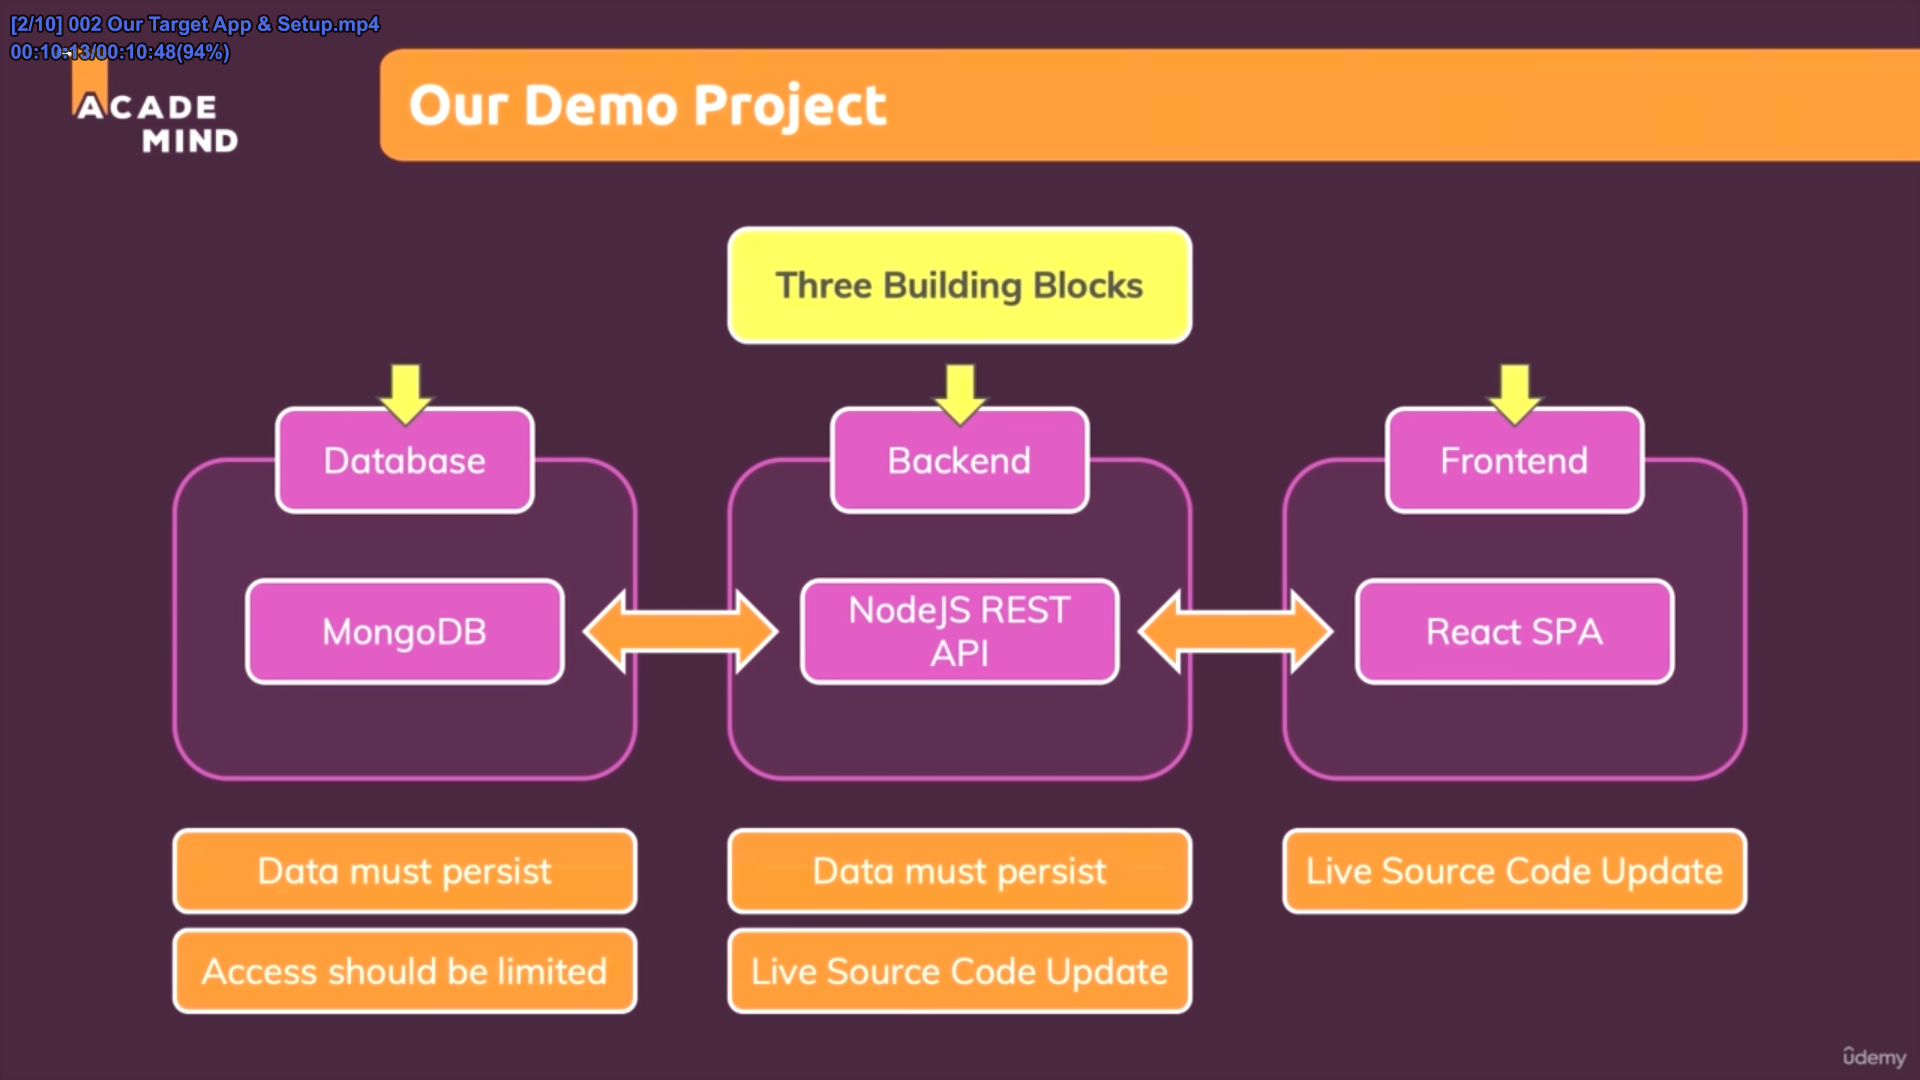 [2/10] 002 Our Target App & Setup.mp4
00:10:13/00:10:48(94%)
ACADE
MIND
Our Demo Project
Three Building Blocks
Database
Backend
Frontend
MongoDB
NodeJS REST
API
React SPA
Data must persist
Data must persist
Live Source Code Update
Access should be limited
Live Source Code Update
ûdemy